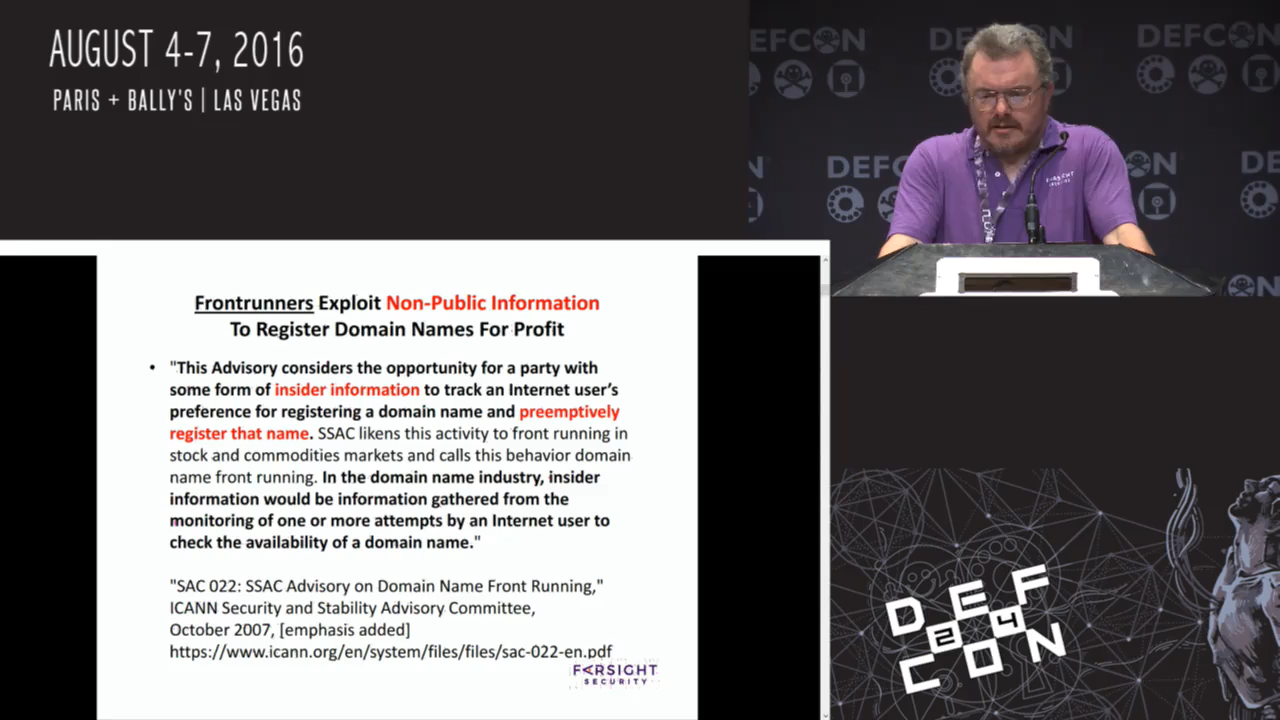 AUGUST 4-7, 2016
PARIS + BALLY'S | LAS VEGAS
DEFCON
DEFCON
DEFCON
DEFCON
Frontrunners Exploit Non-Public Information
To Register Domain Names For Profit
• "This Advisory considers the opportunity for a party with
some form of insider information to track an Internet user's
preference for registering a domain name and preemptively
register that name. SSAC likens this activity to front running in
stock and commodities markets and calls this behavior domain
name front running. In the domain name industry, insider
information would be information gathered from the
monitoring of one or more attempts by an Internet user to
check the availability of a domain name."
"SAC 022: SSAC Advisory on Domain Name Front Running,"
ICANN Security and Stability Advisory Committee,
October 2007, [emphasis added]
https://www.icann.org/en/system/files/files/sac-022-en.pdf
FARSIGHT
SECURITY
DEF
24
CON